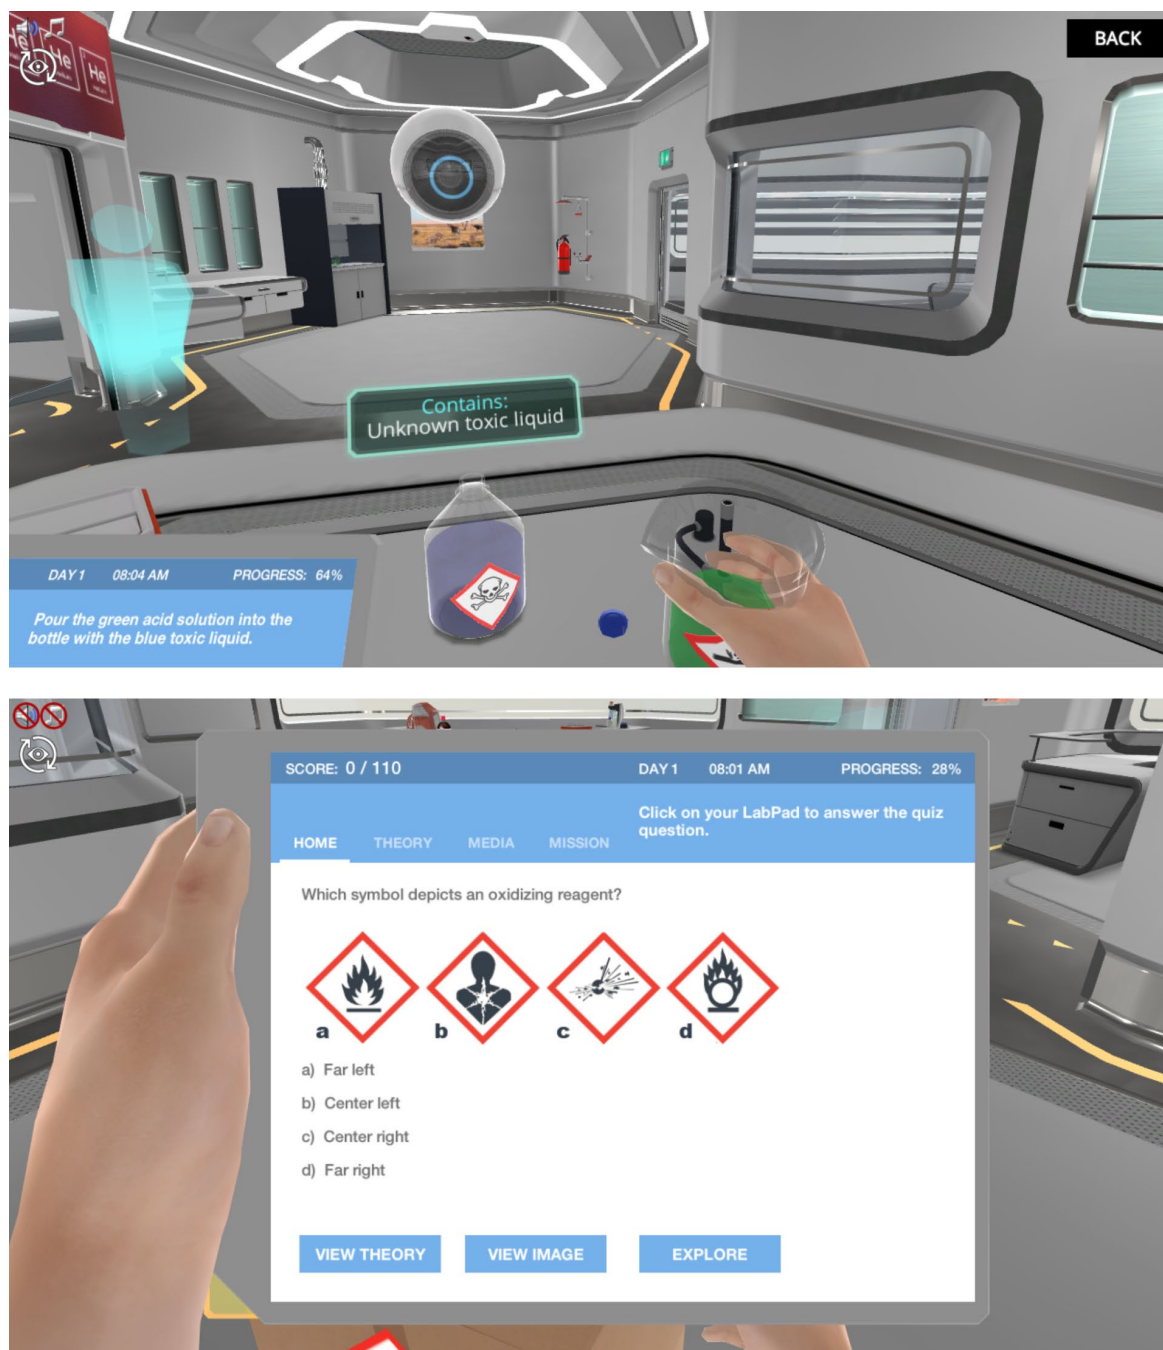 He
He
He
BACK
Contains:
Unknown toxic liquid
DAY 1 08:04 AM PROGRESS: 64%
Pour the green acid solution into the
bottle with the blue toxic liquid.
SCORE: 0 / 110 DAY 1 08:01 AM PROGRESS: 28%
Click on your LabPad to answer the quiz
question.
HOME THEORY MEDIA MISSION
Which symbol depicts an oxidizing reagent?
a b c d
a) Far left
b) Center left
c) Center right
d) Far right
VIEW THEORY VIEW IMAGE EXPLORE